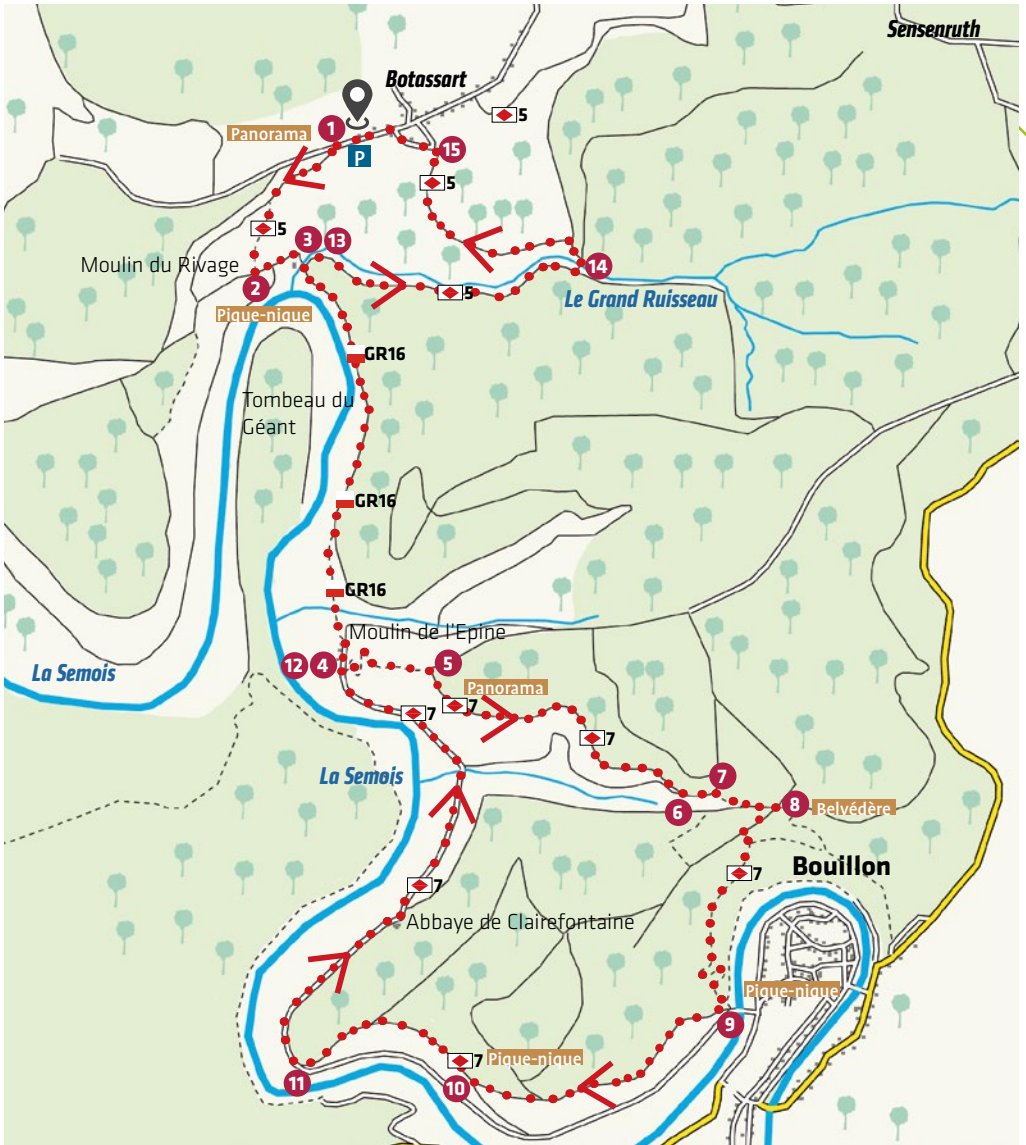 Sensenruth
Botassart
5
1
Panorama
P
15
5
5
3
13
Moulin du Rivage
14
2
5
Le Grand Ruisseau
Pique-nique
GR16
Tombeau du
Géant
GR16
GR16
Moulin de l'Epine
La Semois
12
4
5
Panorama
7
7
7
La Semois
7
6
8
Belvédère
Bouillon
7
7
Abbaye de Clairefontaine
Pique-nique
9
7
Pique-nique
11
10